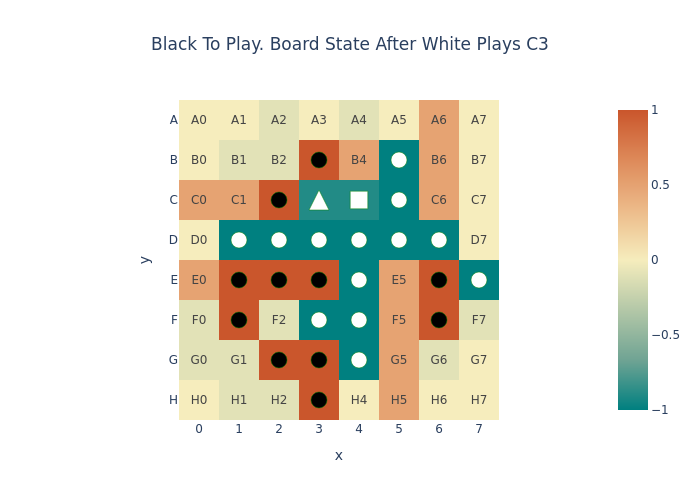 Black To Play. Board State After White Plays C3
A A0 A1 A2 A3 A4 A5 A6 A7
B B0 B1 B2 B4 B6 B7
C C0 C1 C6 C7
D D0 D7
E E0 E5
F F0 F2 F5 F7
G G0 G1 G5 G6 G7
H H0 H1 H2 H4 H5 H6 H7
0 1 2 3 4 5 6 7
x
y
1
0.5
0
−0.5
−1